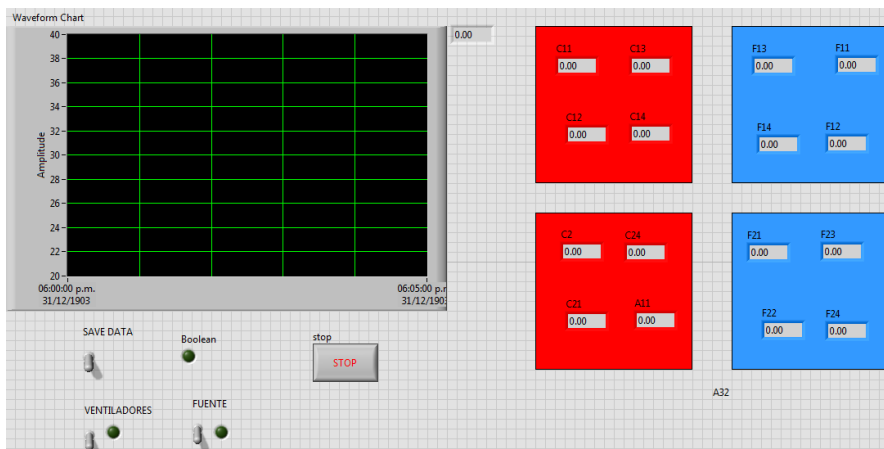 Waveform Chart
40
38
36
34
32
30
28
26
24
22
20
Amplitude
06:00:00 p.m.
31/12/1903
06:05:00 p.r
31/12/190
0.00
C11
0.00
C13
0.00
C12
0.00
C14
0.00
F13
0.00
F11
0.00
F14
0.00
F12
0.00
C2
0.00
C24
0.00
C21
0.00
A11
0.00
F21
0.00
F23
0.00
F22
0.00
F24
0.00
A32
SAVE DATA
Boolean
stop
STOP
VENTILADORES
FUENTE